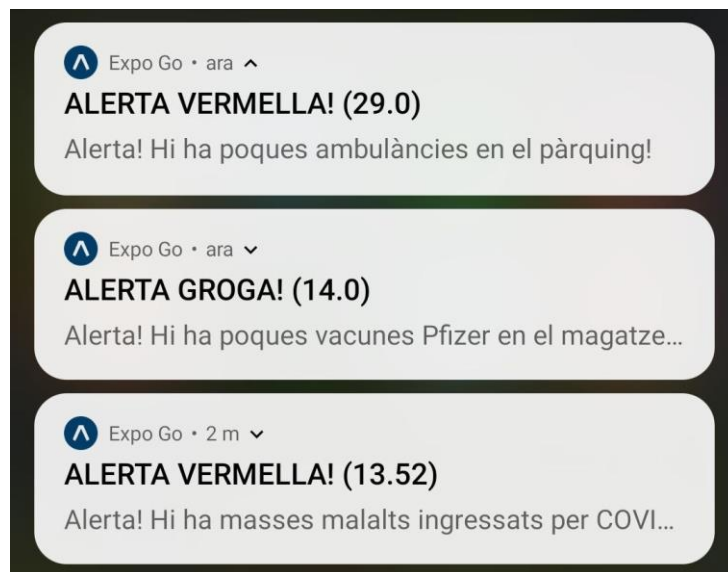 Expo Go • ara
ALERTA VERMELLA! (29.0)
Alerta! Hi ha poques ambulàncies en el pàrquing!
Expo Go • ara
ALERTA GROGA! (14.0)
Alerta! Hi ha poques vacunes Pfizer en el magatze...
Expo Go • 2 m
ALERTA VERMELLA! (13.52)
Alerta! Hi ha masses malalts ingressats per COVI...